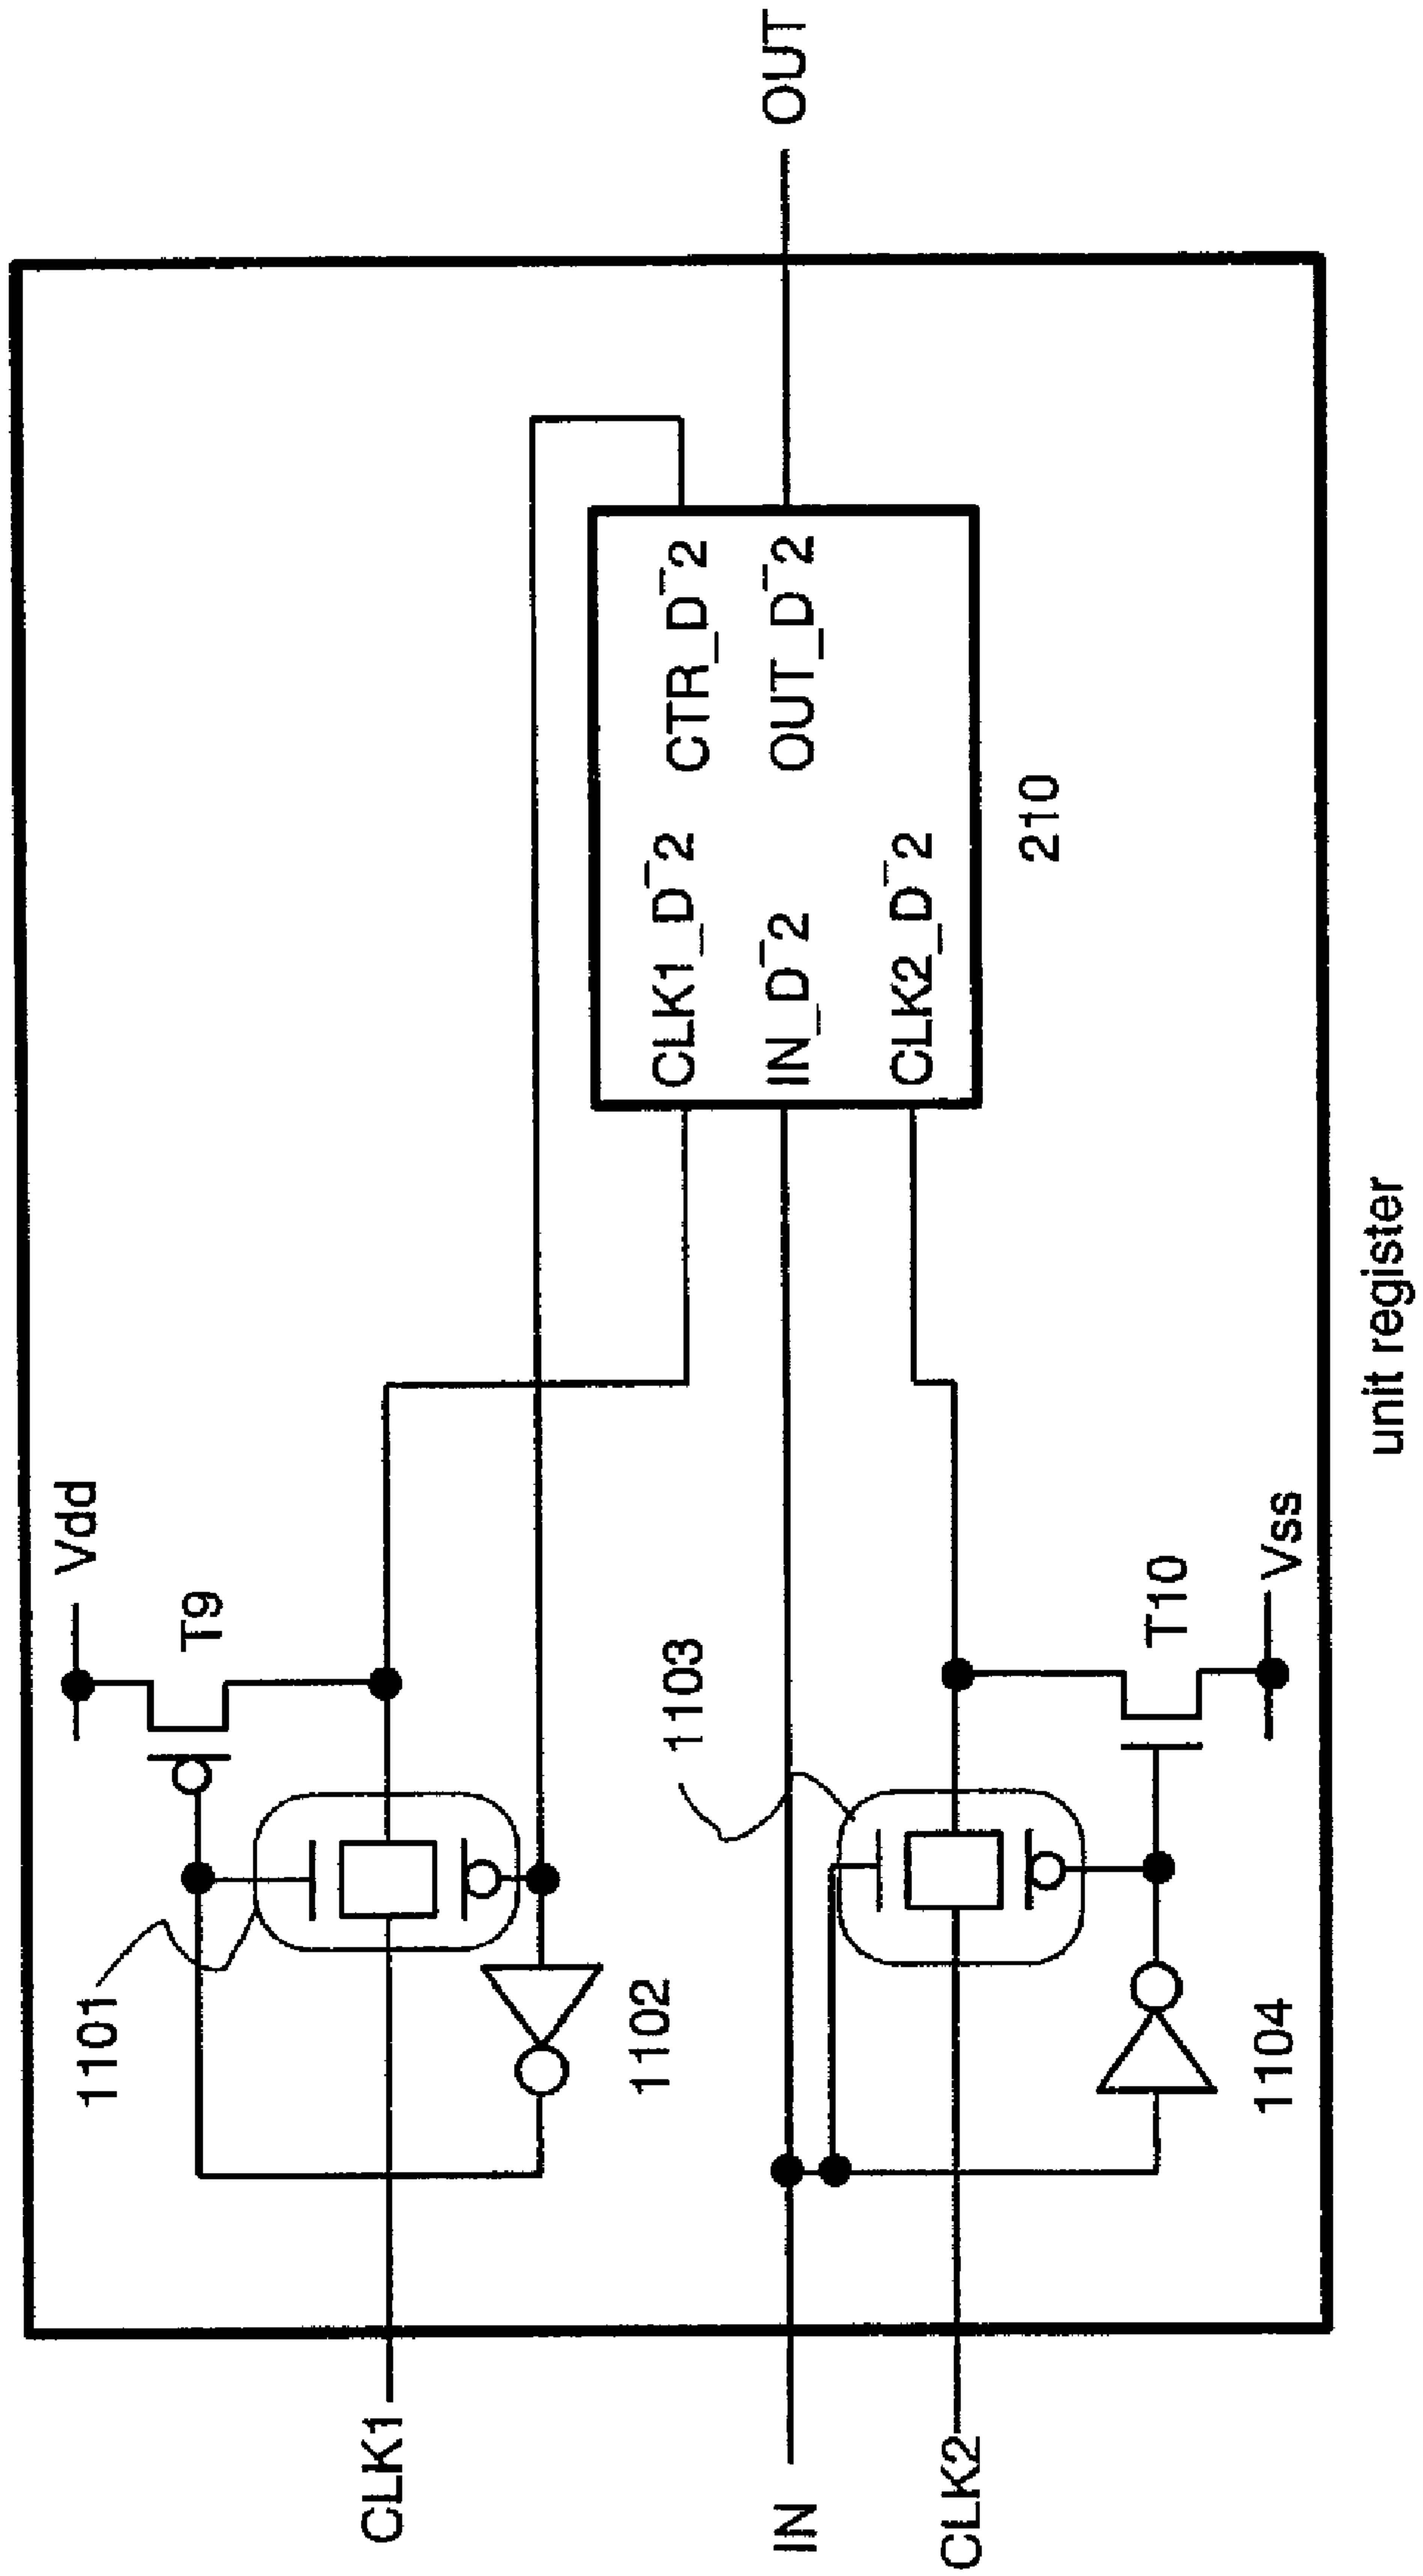 Vdd
T9
1101
CLK1
1102
CLK1_D‾2 CTR_D‾2
IN_D‾2 OUT_D‾2
CLK2_D‾2
210
OUT
1103
IN
CLK2
T10
1104
Vss
unit register